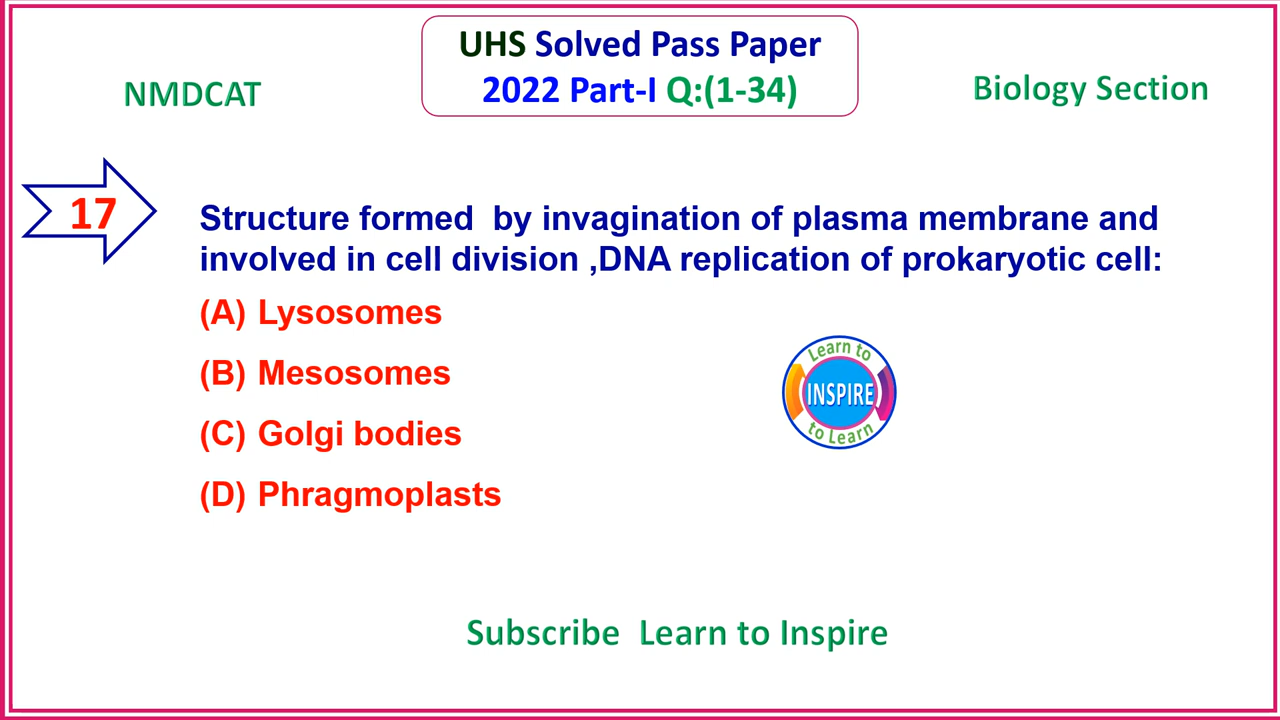 UHS Solved Pass Paper
2022 Part-I Q:(1-34)
NMDCAT
Biology Section
17
Structure formed by invagination of plasma membrane and
involved in cell division ,DNA replication of prokaryotic cell:
(A) Lysosomes
(B) Mesosomes
(C) Golgi bodies
(D) Phragmoplasts
Learn to
INSPIRE
to Learn
Subscribe Learn to Inspire